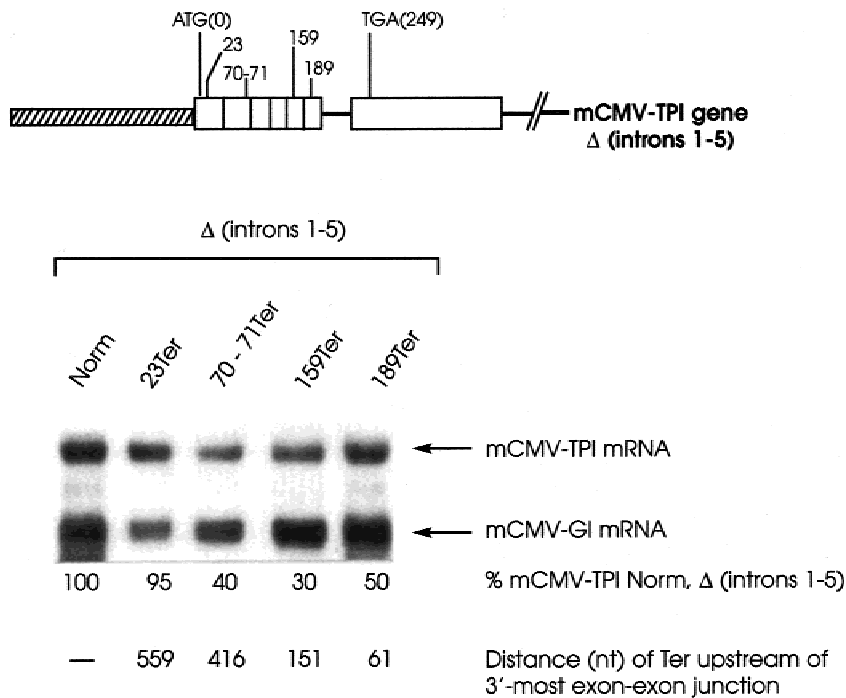 ATG(0)
TGA(249)
23
159
70-71
189
mCMV-TPI gene
Δ (introns 1-5)
Δ (introns 1-5)
Norm
23Ter
70 - 71Ter
159Ter
189Ter
mCMV-TPI mRNA
mCMV-GI mRNA
100 95 40 30 50 % mCMV-TPI Norm, Δ (introns 1-5)
— 559 416 151 61 Distance (nt) of Ter upstream of
3'-most exon-exon junction